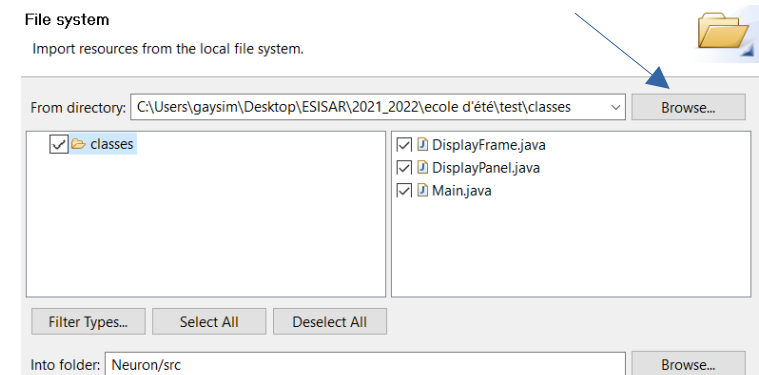 File system
Import resources from the local file system.
From directory: C:\Users\gaysim\Desktop\ESISAR\2021_2022\ecole d'été\test\classes Browse...
classes
DisplayFrame.java
DisplayPanel.java
Main.java
Filter Types... Select All Deselect All
Into folder: Neuron/src Browse...